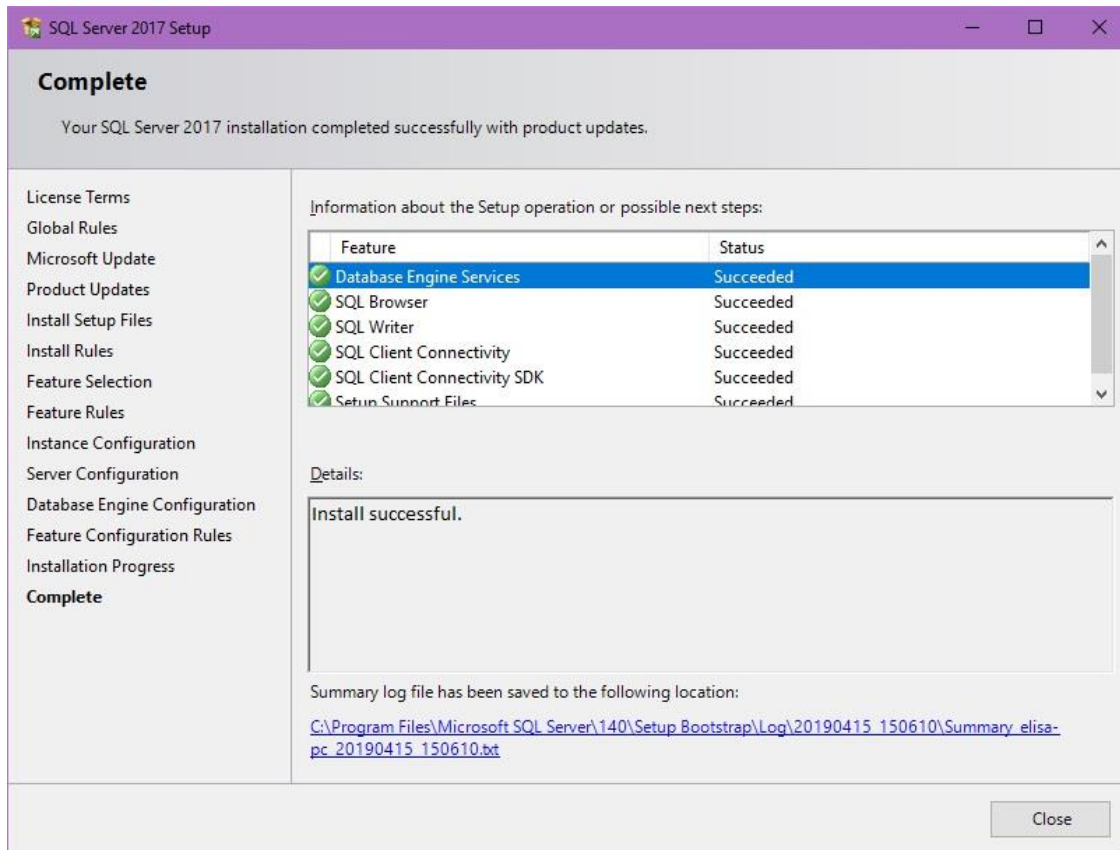 SQL Server 2017 Setup
Complete
Your SQL Server 2017 installation completed successfully with product updates.
License Terms
Global Rules
Microsoft Update
Product Updates
Install Setup Files
Install Rules
Feature Selection
Feature Rules
Instance Configuration
Server Configuration
Database Engine Configuration
Feature Configuration Rules
Installation Progress
Complete
Information about the Setup operation or possible next steps:
Feature Status
Database Engine Services Succeeded
SQL Browser Succeeded
SQL Writer Succeeded
SQL Client Connectivity Succeeded
SQL Client Connectivity SDK Succeeded
Setup Support Files Succeeded
Details:
Install successful.
Summary log file has been saved to the following location:
C:\Program Files\Microsoft SQL Server\140\Setup Bootstrap\Log\20190415_150610\Summary_elisa-
pc_20190415_150610.txt
Close